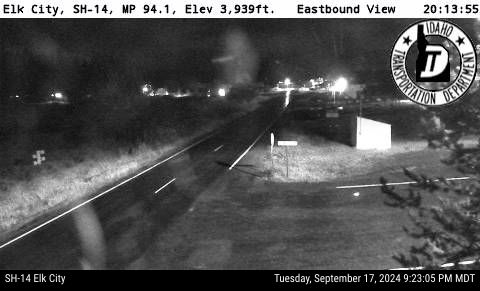 Elk City, SH-14, MP 94.1, Elev 3,939ft. Eastbound View 20:13:55
IDAHO
TRANSPORTATION DEPARTMENT
SH-14 Elk City Tuesday, September 17, 2024 9:23:05 PM MDT